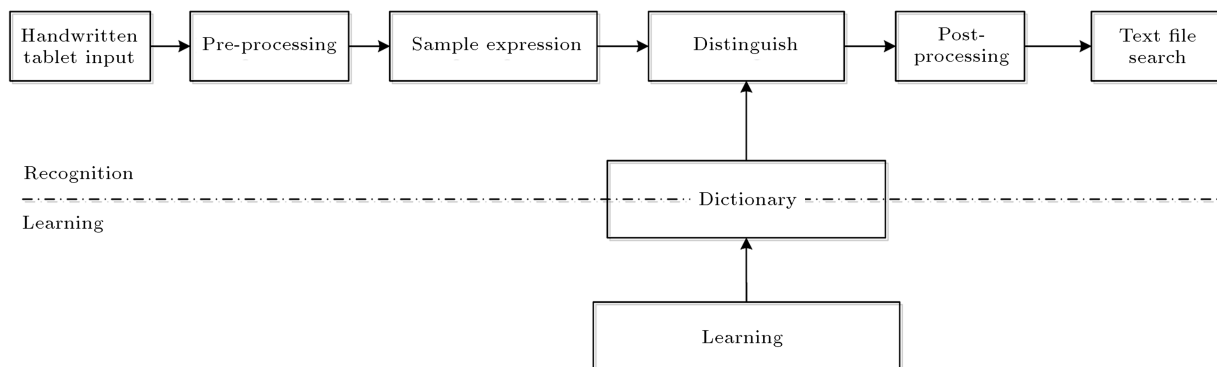 Handwritten
tablet input
Pre-processing
Sample expression
Distinguish
Post-
processing
Text file
search
Recognition
Dictionary
Learning
Learning